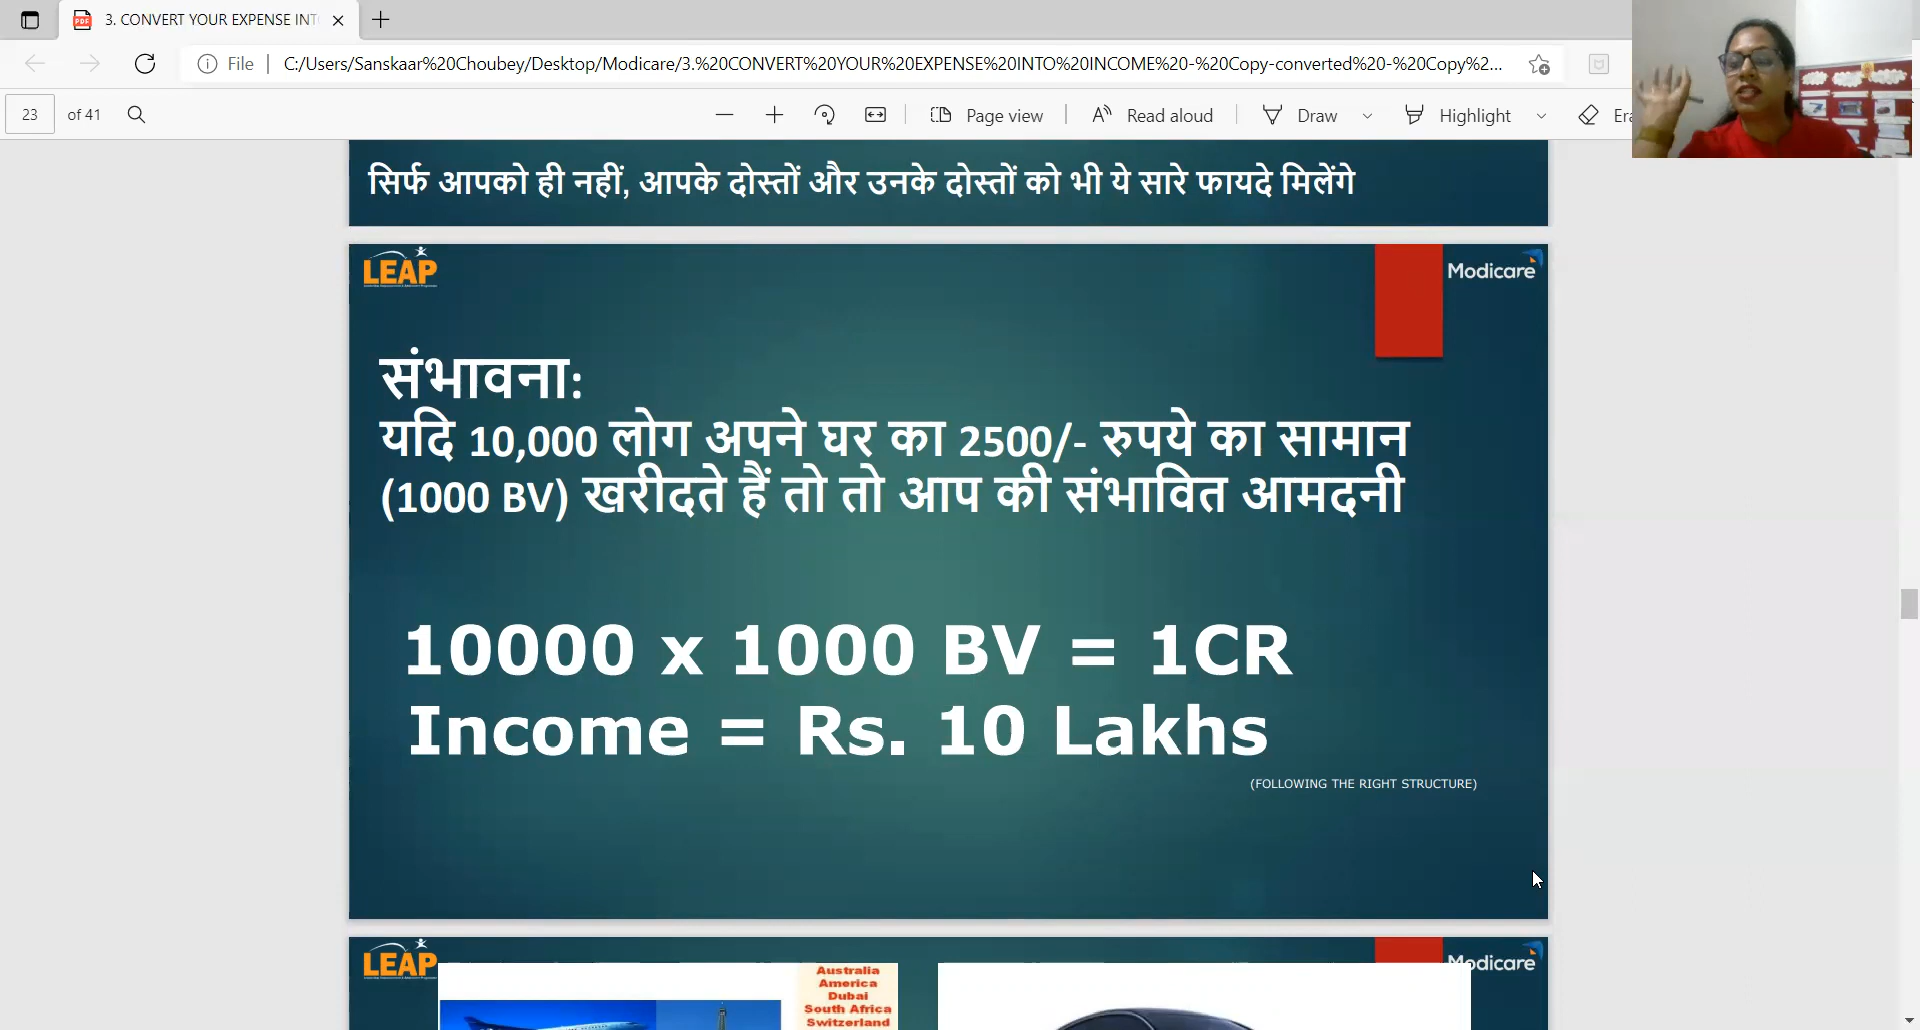 3. CONVERT YOUR EXPENSE INT
File
C:/Users/Sanskaar%20Choubey/Desktop/Modicare/3.%20CONVERT%20YOUR%20EXPENSE%20INTO%20INCOME%20-%20Copy-converted%20-%20Copy%2...
23 of 41
Page view
Read aloud
Draw
Highlight
Era
सिर्फ आपको ही नहीं, आपके दोस्तों और उनके दोस्तों को भी ये सारे फायदे मिलेंगे
LEAP
Modicare
संभावना:
यदि 10,000 लोग अपने घर का 2500/- रुपये का सामान
(1000 BV) खरीदते हैं तो तो आप की संभावित आमदनी
10000 x 1000 BV = 1CR
Income = Rs. 10 Lakhs
(FOLLOWING THE RIGHT STRUCTURE)
LEAP
Modicare
Australia
America
Dubai
South Africa
Switzerland